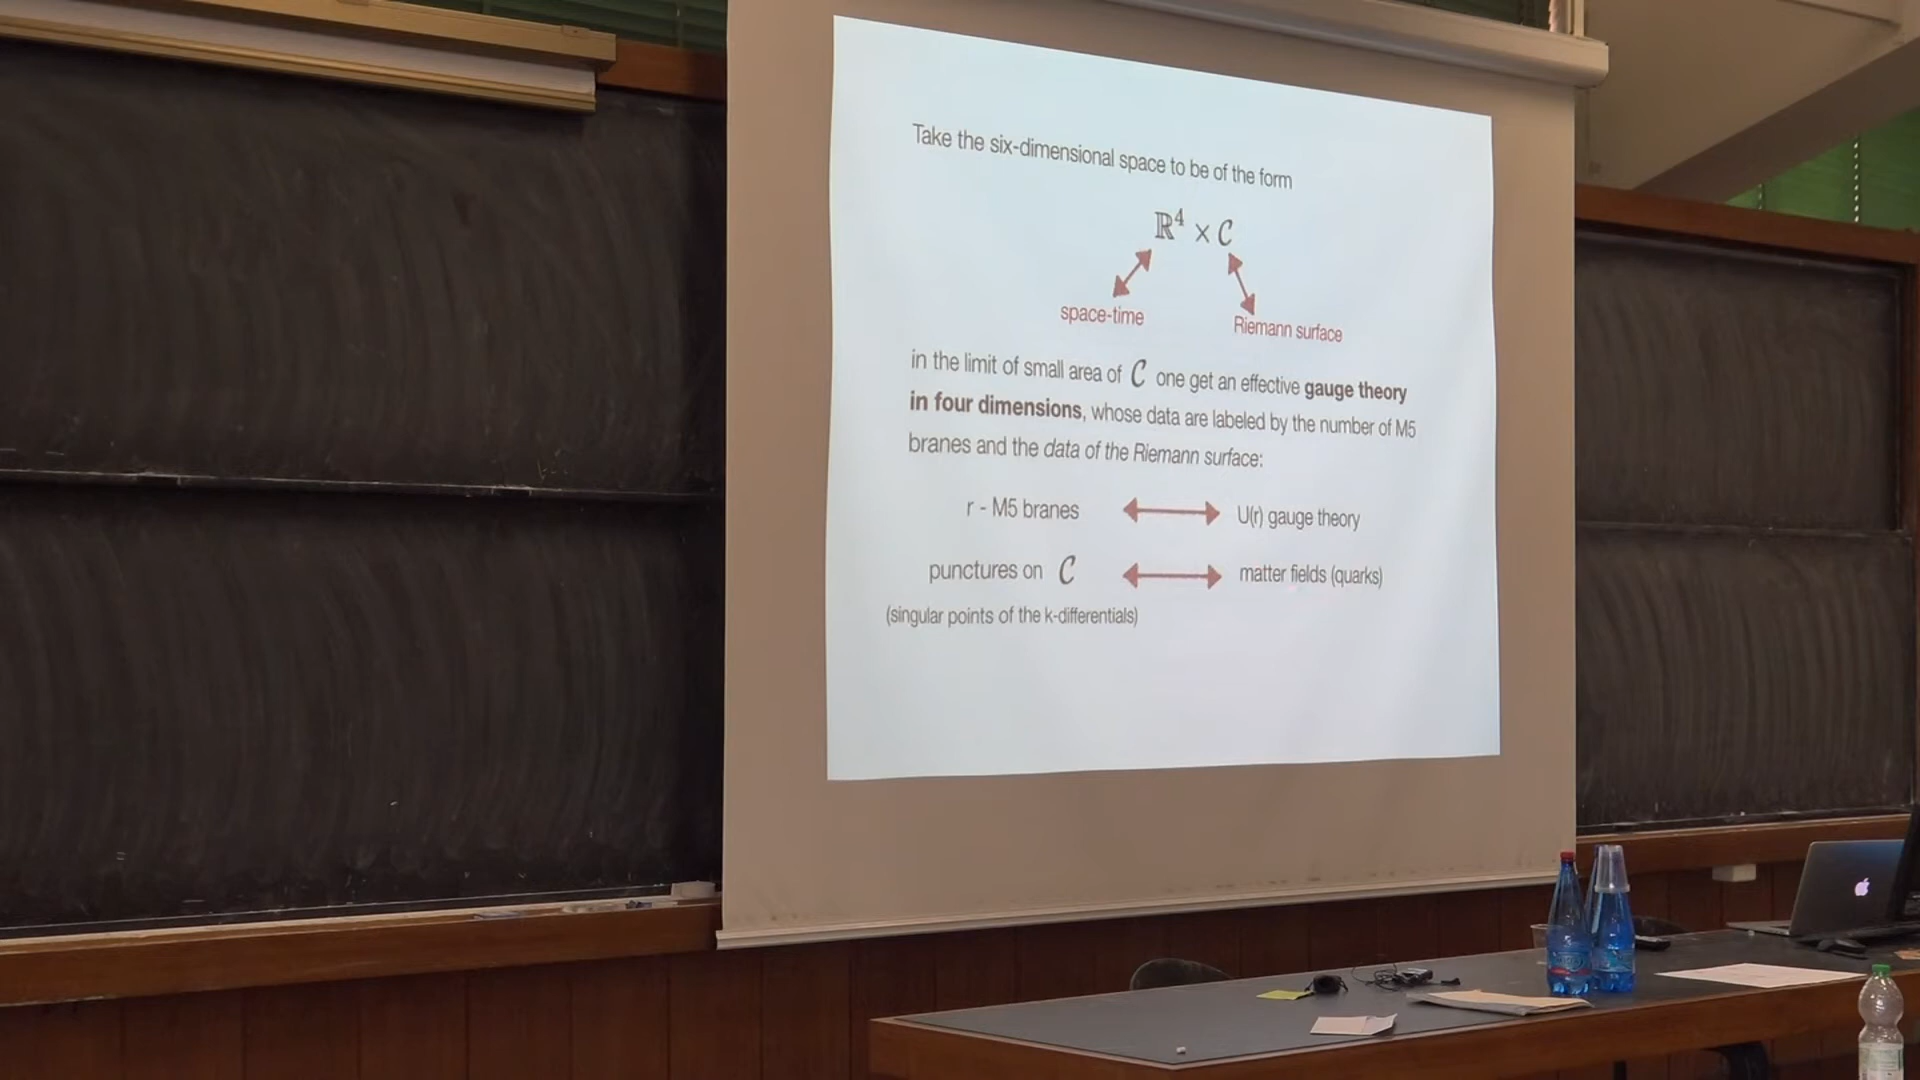 Take the six-dimensional space to be of the form
ℝ⁴ × 𝒞
space-time
Riemann surface
in the limit of small area of 𝒞 one get an effective gauge theory
in four dimensions, whose data are labeled by the number of M5
branes and the data of the Riemann surface:
r - M5 branes U(r) gauge theory
punctures on 𝒞 matter fields (quarks)
(singular points of the k-differentials)